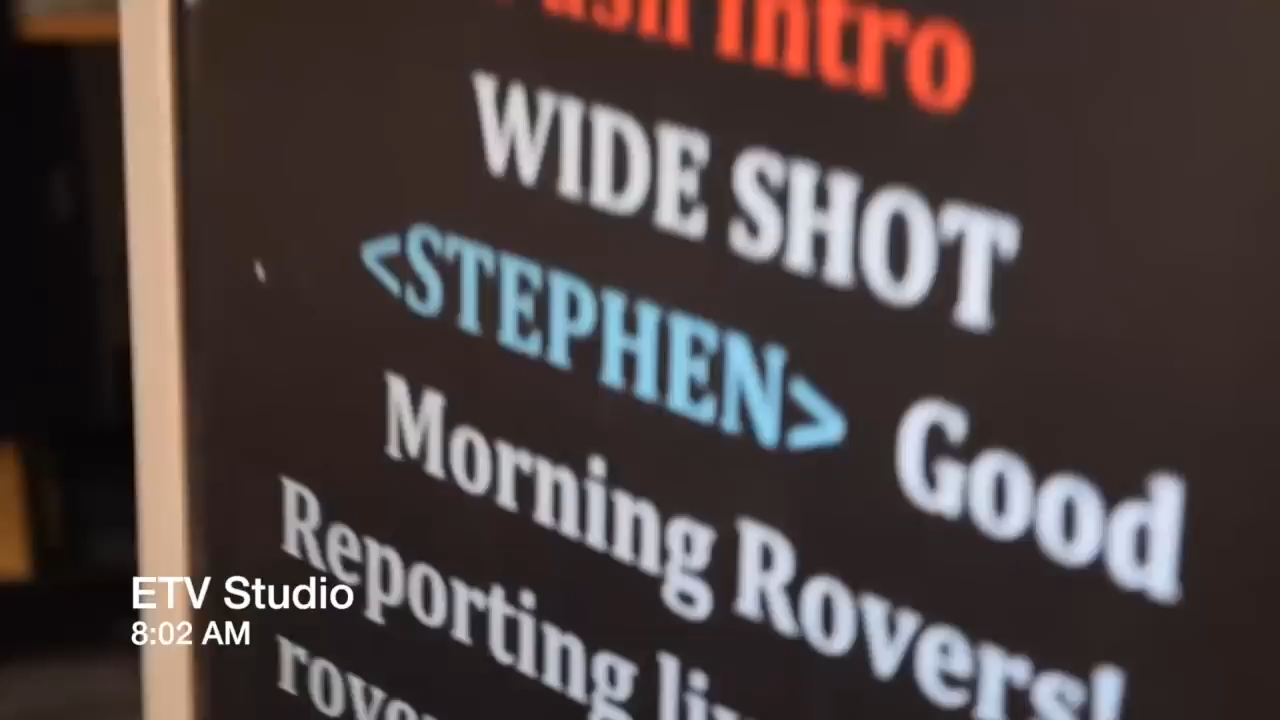 Intro
WIDE SHOT
<STEPHEN> Good
Morning Rovers!
Reporting
ETV Studio
8:02 AM